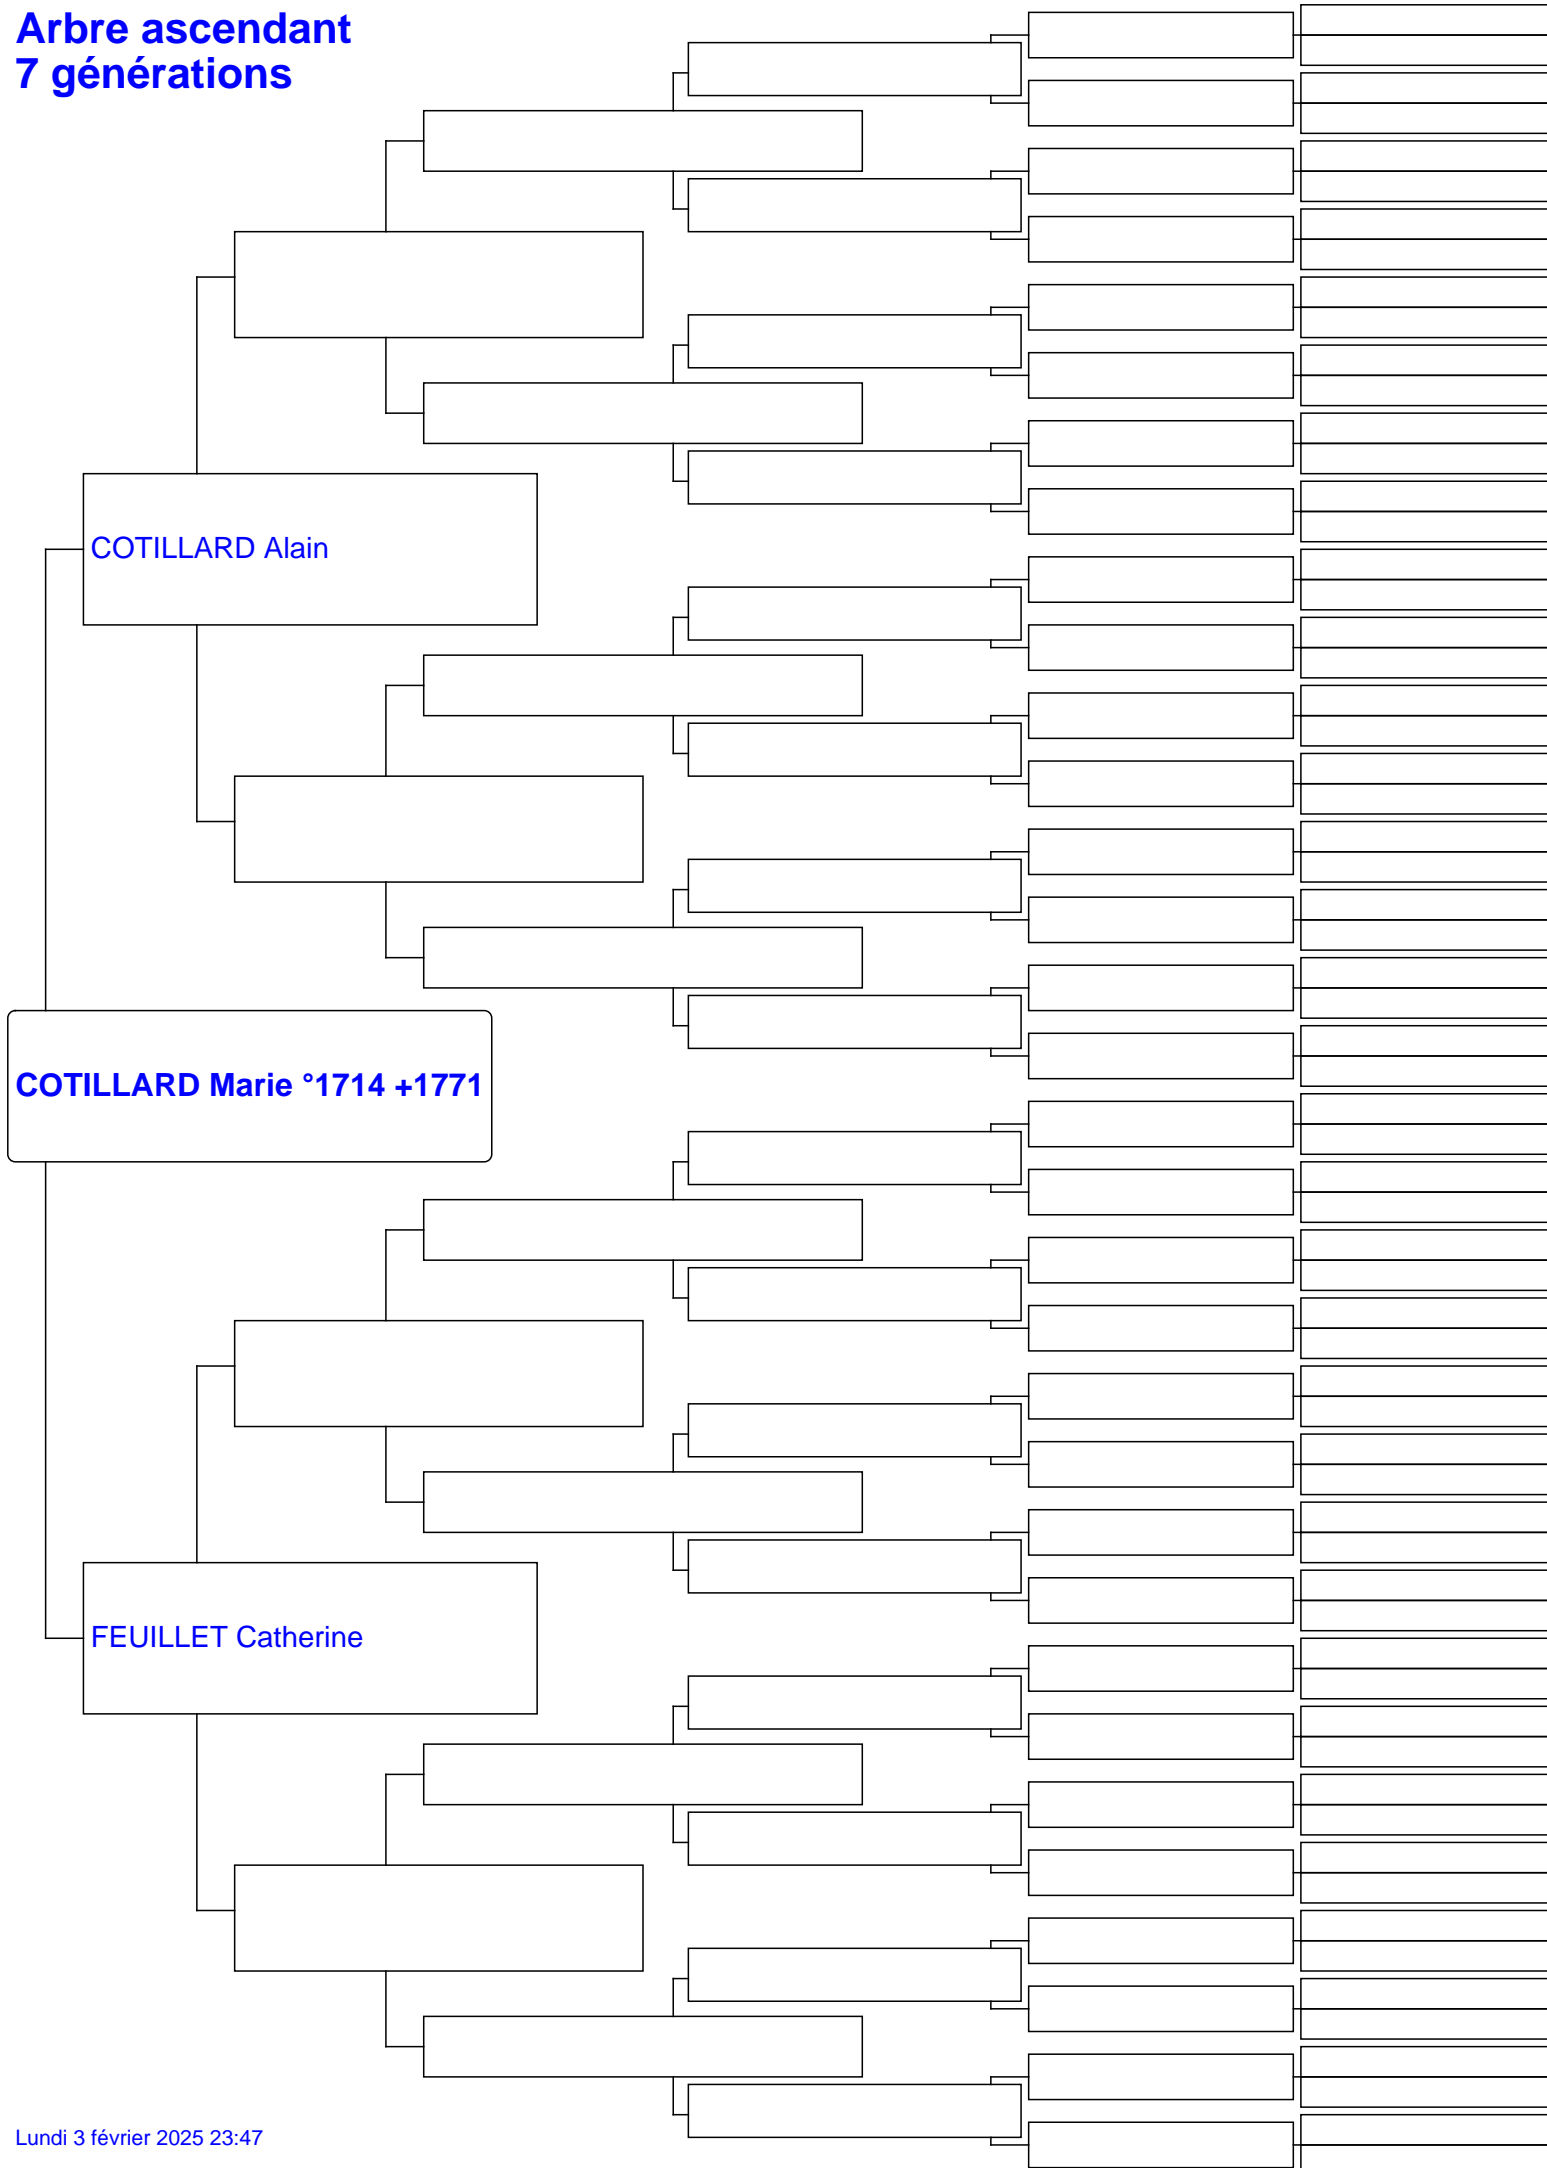 Arbre ascendant
7 générations
COTILLARD Alain
COTILLARD Marie °1714 +1771
FEUILLET Catherine
Lundi 3 février 2025 23:47